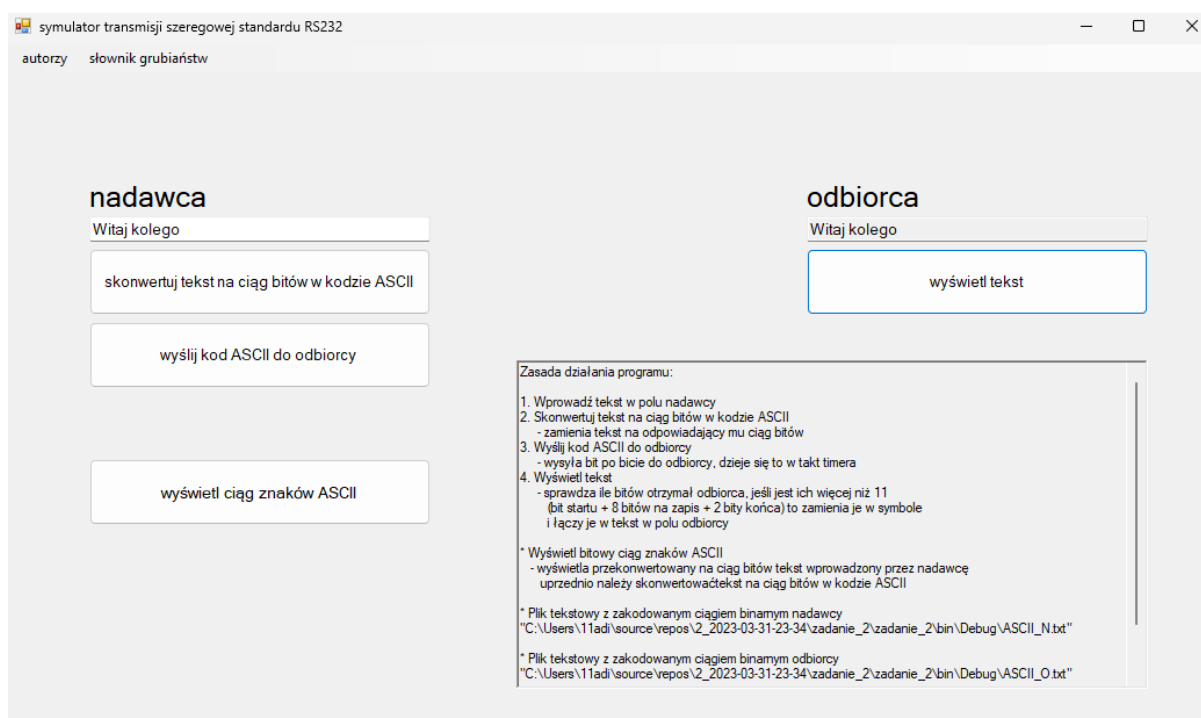 symulator transmisji szeregowej standardu RS232
autorzy słownik grubiaństw
nadawca
Witaj kolego
skonwertuj tekst na ciąg bitów w kodzie ASCII
wyślij kod ASCII do odbiorcy
wyświetl ciąg znaków ASCII
odbiorca
Witaj kolego
wyświetl tekst
Zasada działania programu:
1. Wprowadź tekst w polu nadawcy
2. Skonwertuj tekst na ciąg bitów w kodzie ASCII
- zamienia tekst na odpowiadający mu ciąg bitów
3. Wyślij kod ASCII do odbiorcy
- wysyła bit po bicie do odbiorcy, dzieje się to w takt timera
4. Wyświetl tekst
- sprawdza ile bitów otrzymał odbiorca, jeśli jest ich więcej niż 11
(bit startu + 8 bitów na zapis + 2 bity końca) to zamienia je w symbole
i łączy je w tekst w polu odbiorcy
* Wyświetl bitowy ciąg znaków ASCII
- wyświetla przekonwertowany na ciąg bitów tekst wprowadzony przez nadawcę
uprzednio należy skonwertowaćtekst na ciąg bitów w kodzie ASCII
* Plik tekstowy z zakodowanym ciągiem binarnym nadawcy
"C:\Users\11adi\source\repos\2_2023-03-31-23-34\zadanie_2\zadanie_2\bin\Debug\ASCII_N.txt"
* Plik tekstowy z zakodowanym ciągiem binarnym odbiorcy
"C:\Users\11adi\source\repos\2_2023-03-31-23-34\zadanie_2\zadanie_2\bin\Debug\ASCII_O.txt"